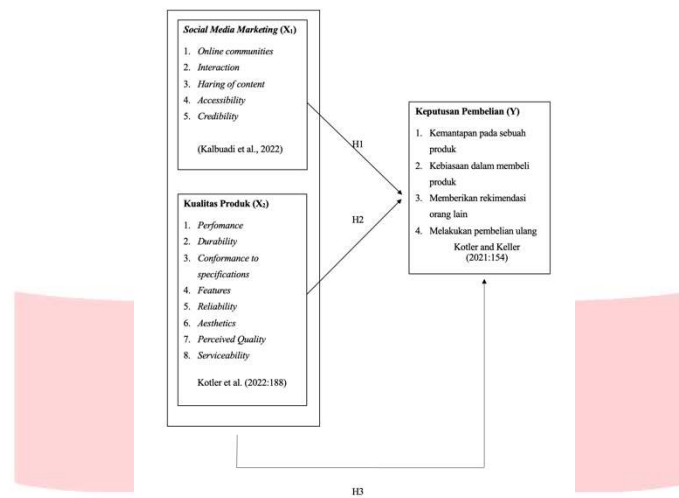 Social Media Marketing (X₁)
1. Online communities
2. Interaction
3. Haring of content
4. Accessibility
5. Credibility
(Kalbuadi et al., 2022)
Kualitas Produk (X₂)
1. Perfomance
2. Durability
3. Conformance to
specifications
4. Features
5. Reliability
6. Aesthetics
7. Perceived Quality
8. Serviceability
Kotler et al. (2022:188)
H1
H2
Keputusan Pembelian (Y)
1. Kemantapan pada sebuah
produk
2. Kebiasaan dalam membeli
produk
3. Memberikan rekimendasi
orang lain
4. Melakukan pembelian ulang
Kotler and Keller
(2021:154)
H3